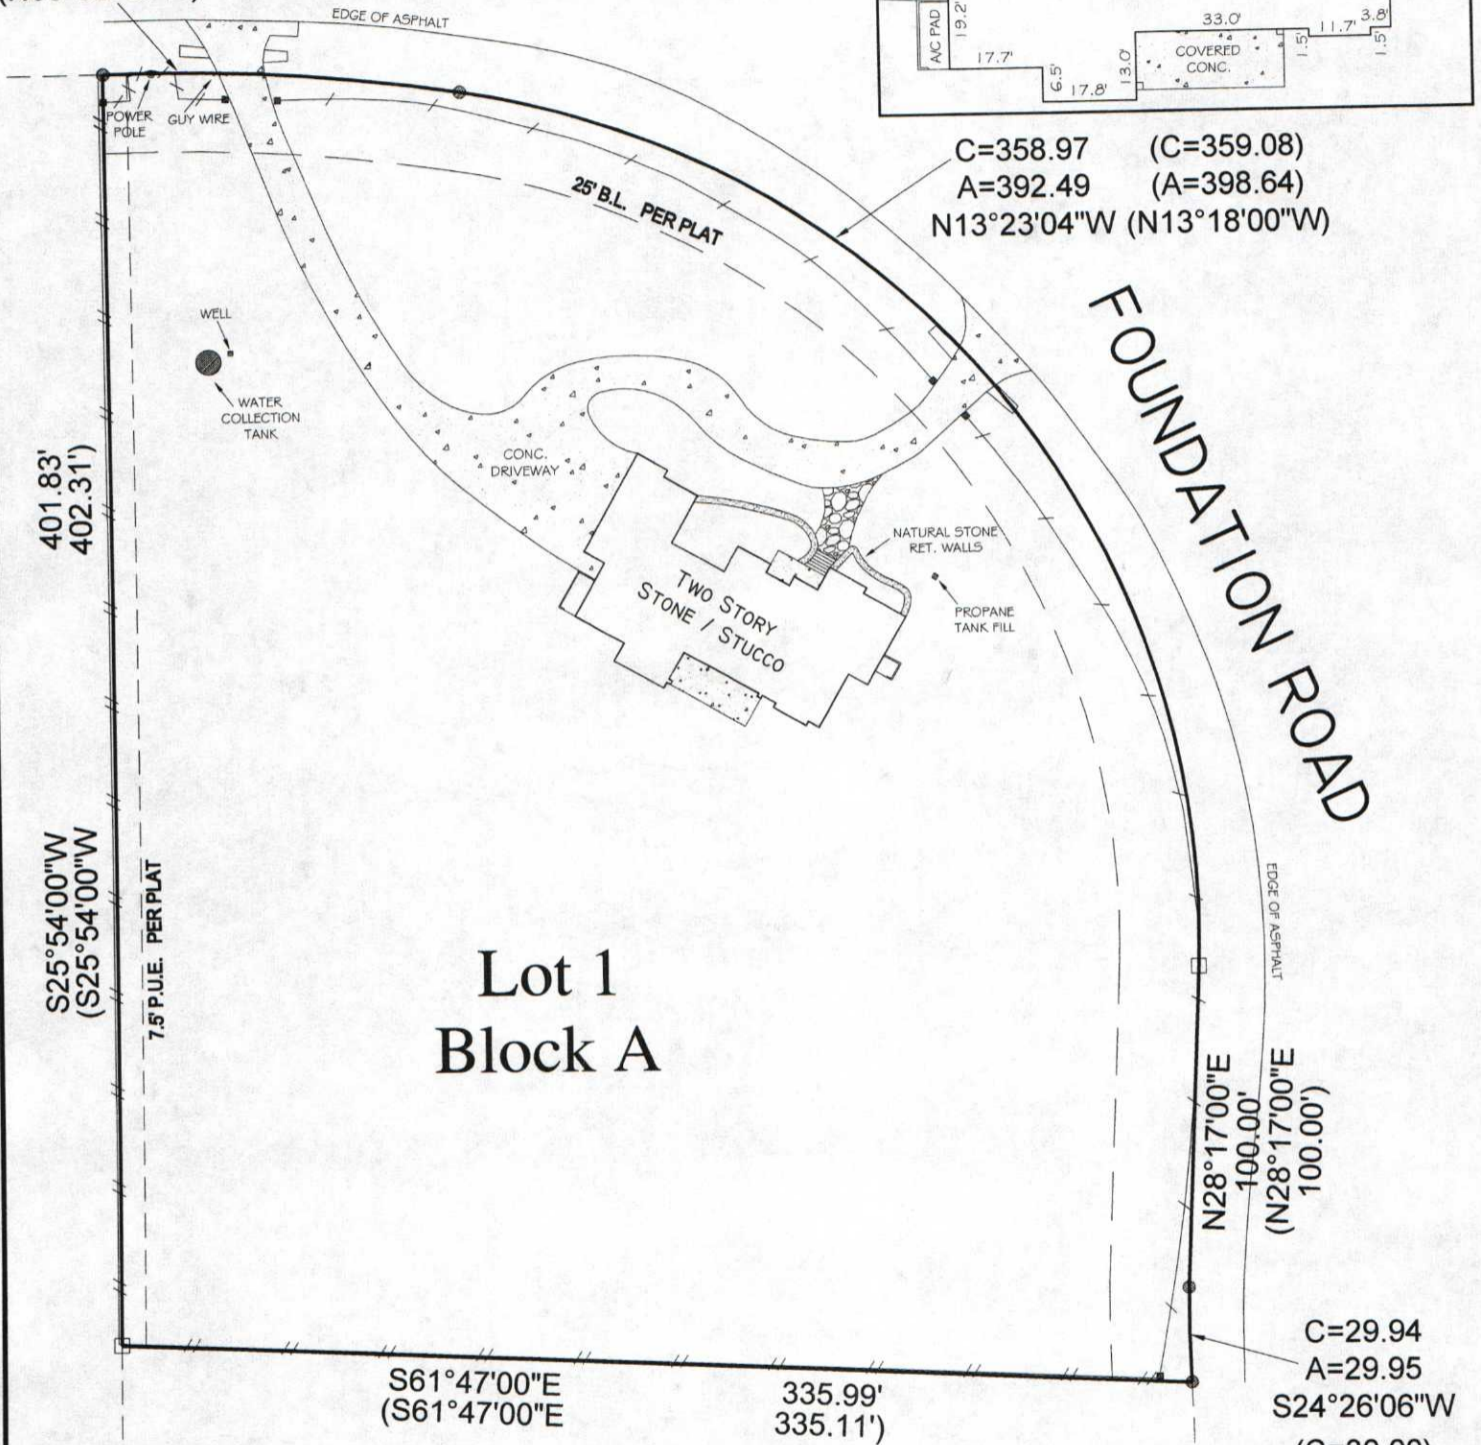 EDGE OF ASPHALT
A/C PAD
19.2'
17.7'
6.5'
17.8'
13.0'
33.0'
COVERED
CONC.
1.5'
11.7'
3.8'
1.5'
POWER
POLE
GUY WIRE
C=358.97 (C=359.08)
A=392.49 (A=398.64)
N13°23'04"W (N13°18'00"W)
25' B.L. PER PLAT
FOUNDATION ROAD
WELL
WATER
COLLECTION
TANK
CONC.
DRIVEWAY
NATURAL STONE
RET. WALLS
TWO STORY
STONE / STUCCO
PROPANE
TANK FILL
401.83'
402.31')
S25°54'00"W
(S25°54'00"W
7.5' P.U.E. PER PLAT
EDGE OF ASPHALT
Lot 1
Block A
N28°17'00"E
100.00'
(N28°17'00"E
100.00')
C=29.94
A=29.95
S24°26'06"W
S61°47'00"E 335.99'
(S61°47'00"E 335.11')